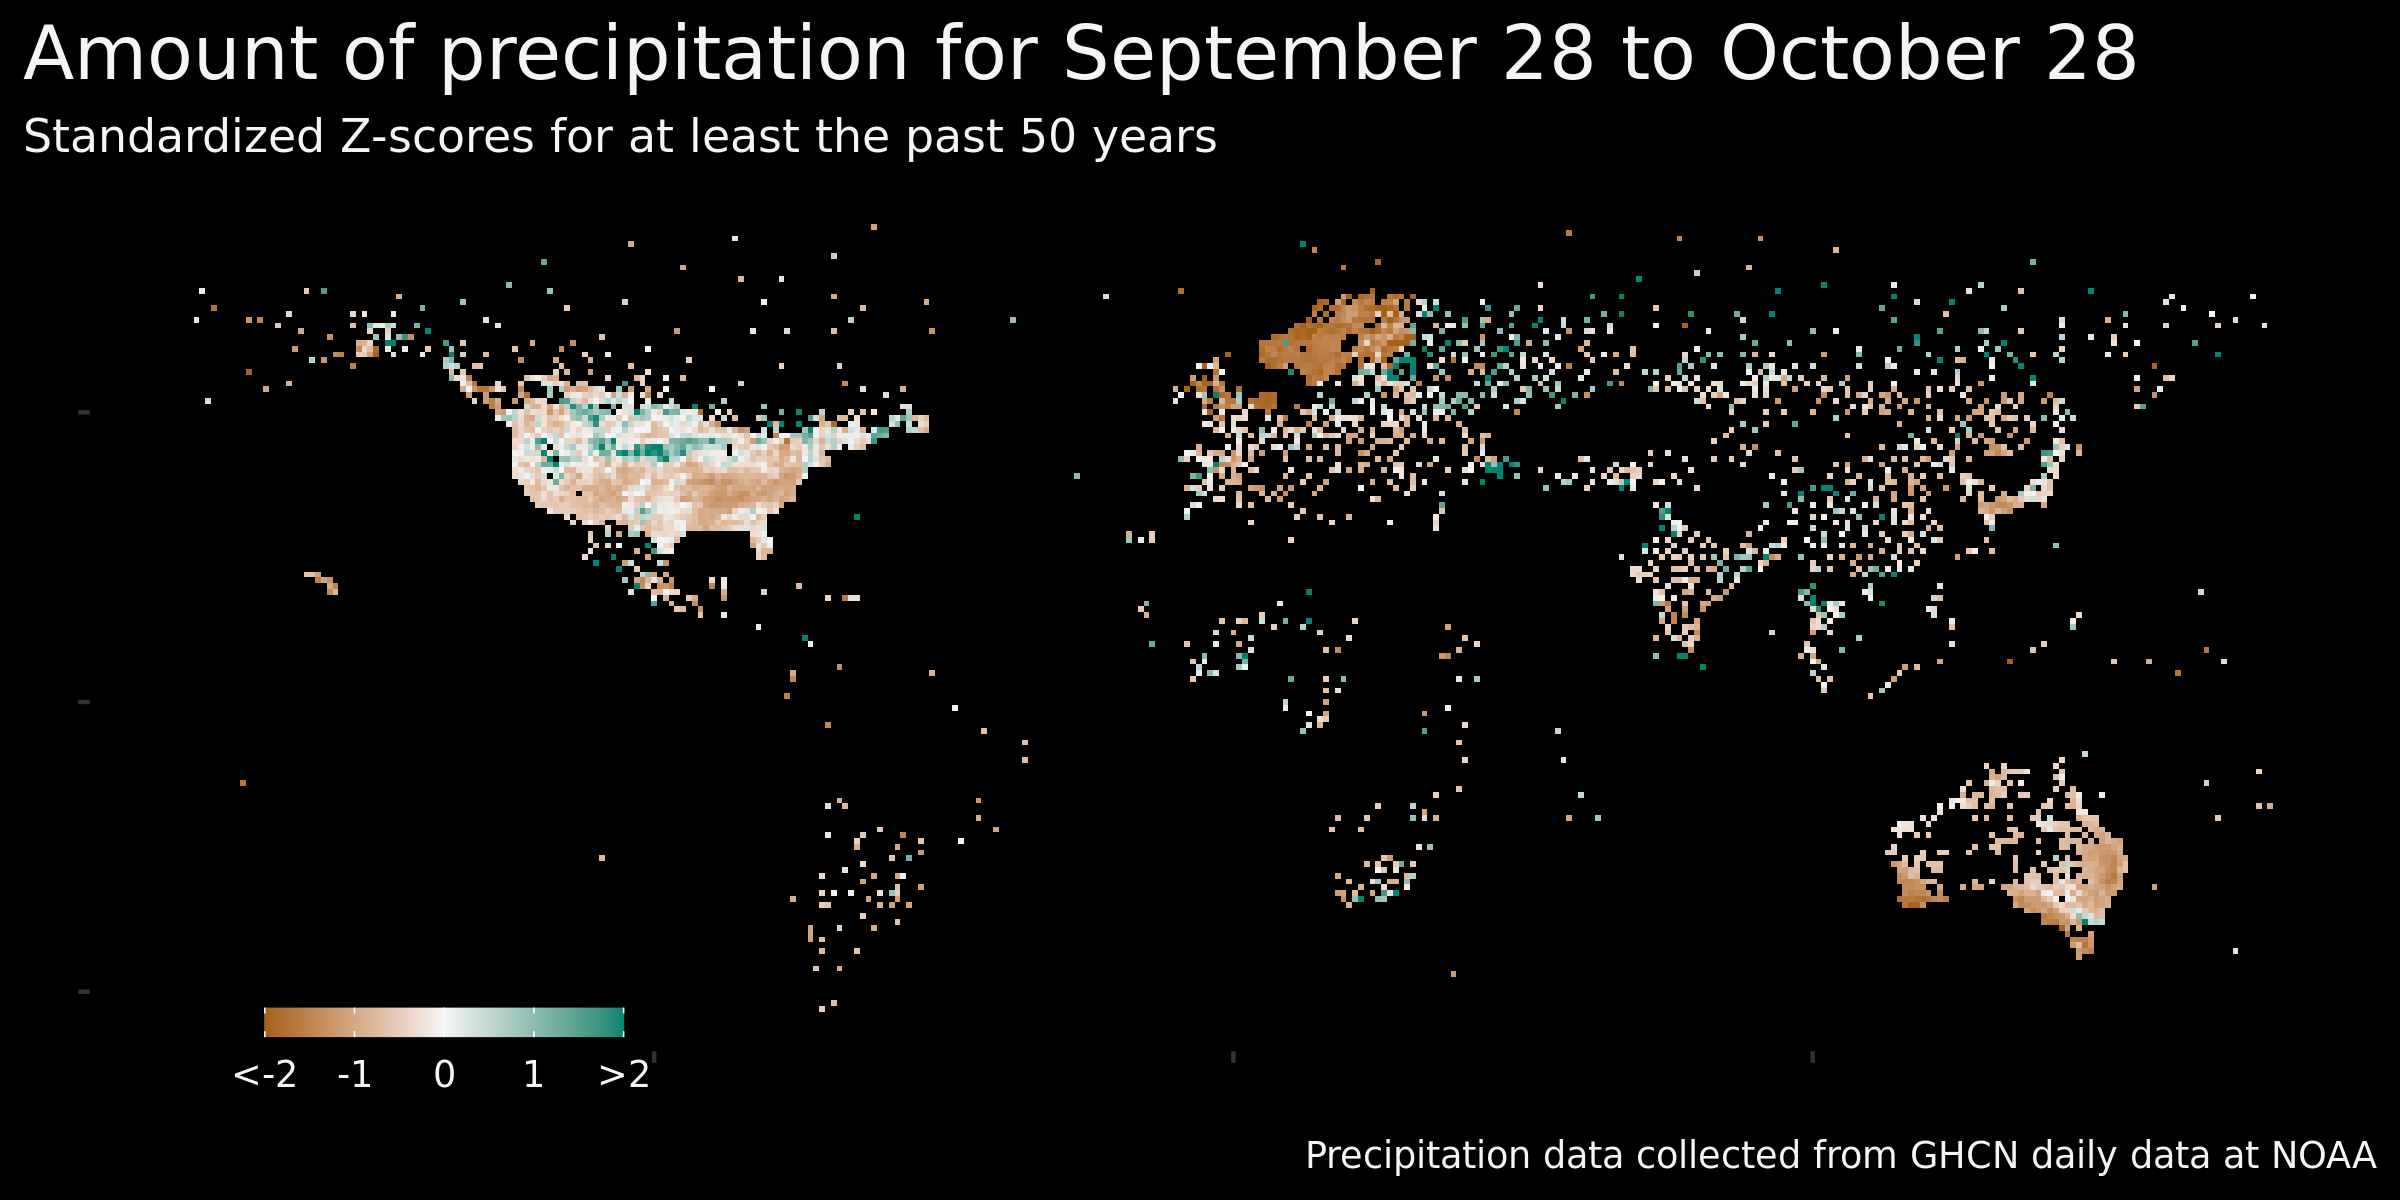 Amount of precipitation for September 28 to October 28
Standardized Z-scores for at least the past 50 years
<-2 -1 0 1 >2
Precipitation data collected from GHCN daily data at NOAA